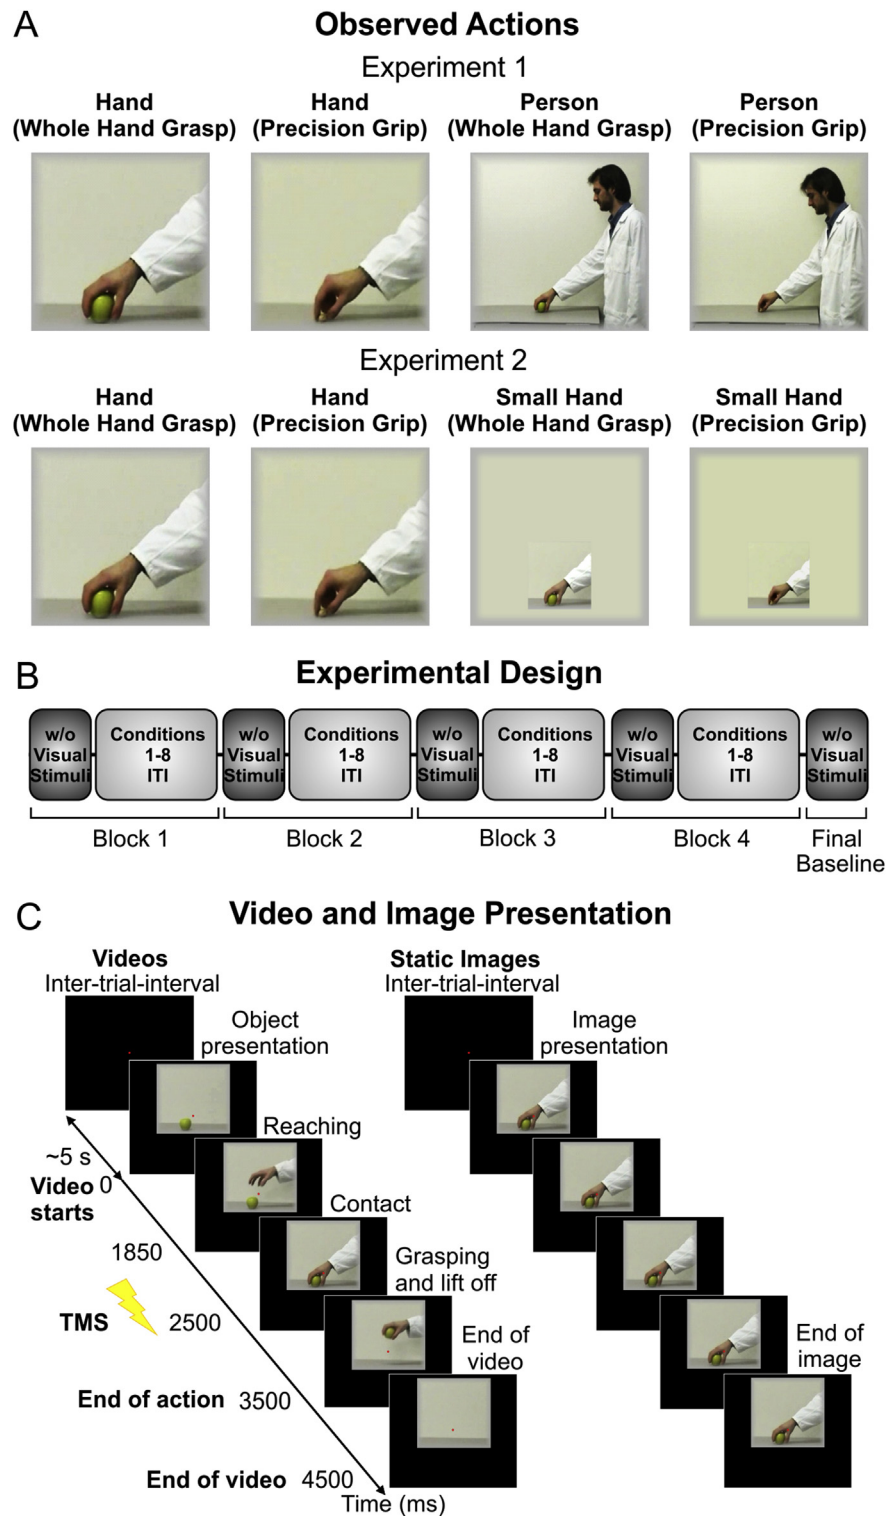 A
Observed Actions
Experiment 1
Hand
(Whole Hand Grasp)
Hand
(Precision Grip)
Person
(Whole Hand Grasp)
Person
(Precision Grip)
Experiment 2
Hand
(Whole Hand Grasp)
Hand
(Precision Grip)
Small Hand
(Whole Hand Grasp)
Small Hand
(Precision Grip)
B
Experimental Design
w/o
Visual
Stimuli
Conditions
1-8
ITI
w/o
Visual
Stimuli
Conditions
1-8
ITI
w/o
Visual
Stimuli
Conditions
1-8
ITI
w/o
Visual
Stimuli
Conditions
1-8
ITI
w/o
Visual
Stimuli
Block 1
Block 2
Block 3
Block 4
Final
Baseline
C
Video and Image Presentation
Videos
Inter-trial-interval
Static Images
Inter-trial-interval
Object
presentation
Image
presentation
Reaching
~5 s
Video 0
starts
Contact
1850
Grasping
and lift off
TMS 2500
End of
video
End of
image
End of action 3500
End of video 4500
Time (ms)